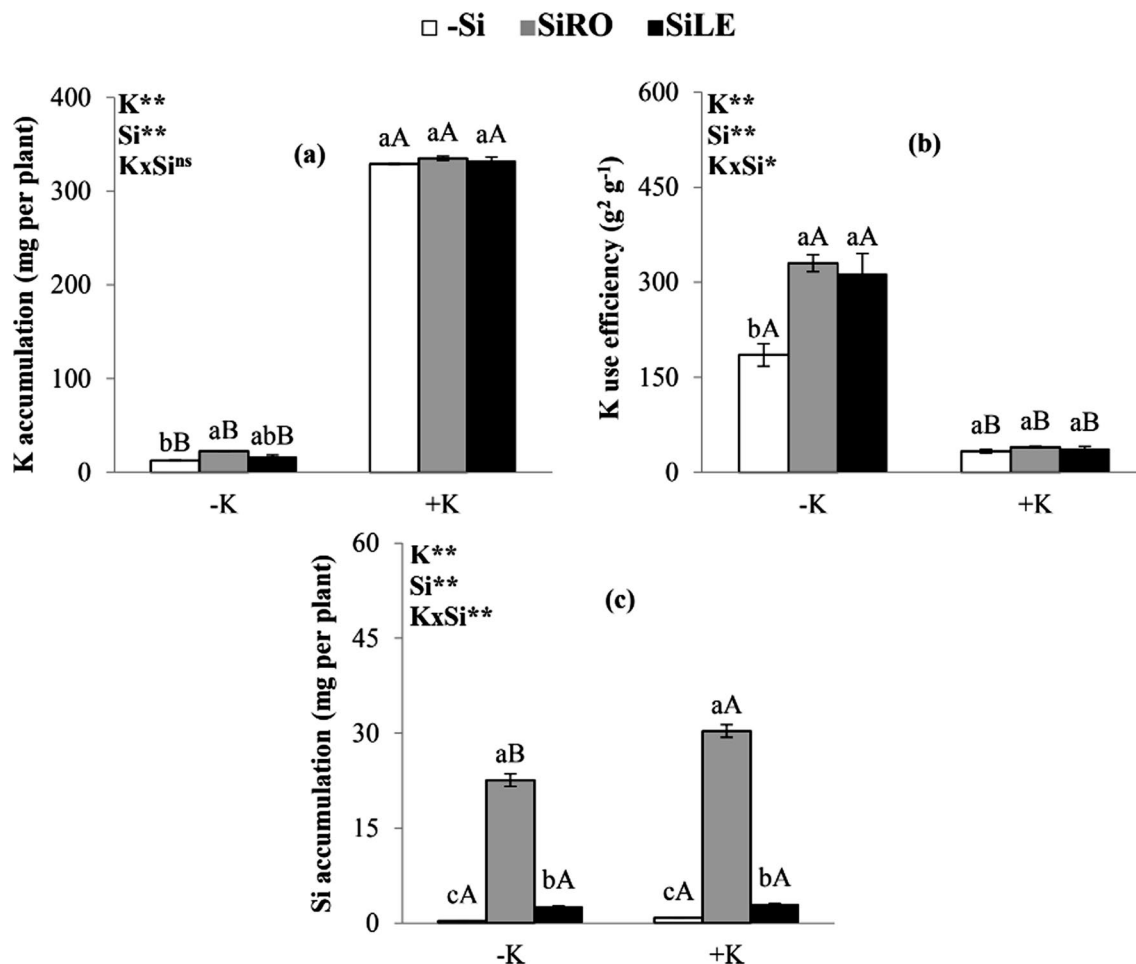 -Si SiRO SiLE
K accumulation (mg per plant)
400
300
200
100
0
K**
Si**
KxSi^ns
(a)
bB aB abB
aA aA aA
-K +K
K use efficiency (g² g⁻¹)
600
450
300
150
0
K**
Si**
KxSi*
(b)
bA aA aA
aB aB aB
-K +K
Si accumulation (mg per plant)
60
45
30
15
0
K**
Si**
KxSi**
(c)
cA aB bA
cA aA bA
-K +K